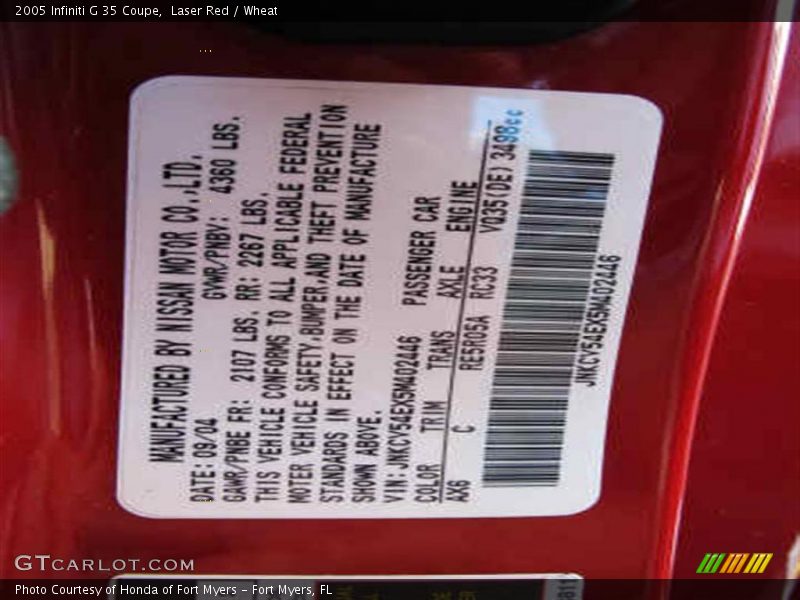 2005 Infiniti G 35 Coupe,  Laser Red / Wheat
MANUFACTURED BY NISSAN MOTOR CO.,LTD.
DATE: 09/04 GVWR/PNBV: 4360 LBS.
GAWR/PNBE FR: 2107 LBS. RR: 2267 LBS.
THIS VEHICLE CONFORMS TO ALL APPLICABLE FEDERAL
MOTER VEHICLE SAFETY,BUMPER,AND THEFT PREVENTION
STANDARDS IN EFFECT ON THE DATE OF MANUFACTURE
SHOWN ABOVE.
VIN:JNKCV54EX5M402446 PASSENGER CAR
COLOR TRIM TRANS AXLE ENGINE
AX6 C RE5R05A RC33 VQ35(DE) 3498cc
JNKCV54EX5M402446
GTCARLOT.COM
Photo Courtesy of Honda of Fort Myers - Fort Myers, FL